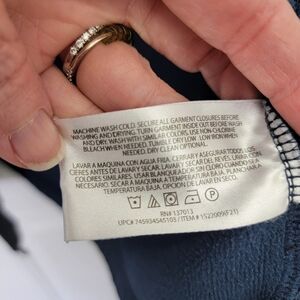 MACHINE WASH COLD. SECURE ALL GARMENT CLOSURES BEFORE
WASHING AND DRYING. TURN GARMENT INSIDE OUT BEFORE WASH
AND DRY. WASH WITH SIMILAR COLORS. USE NON-CHLORINE
BLEACH WHEN NEEDED. TUMBLE DRY LOW. LOW IRON WHEN
NEEDED. DRY CLEAN OPTIONAL.
LAVAR A MAQUINA CON AGUA FRIA. CERRAR Y ASEGURAR TODOS LOS
CIERES ANTES DE LAVAR Y SECAR. LAVAR Y SECAR DEL REVES. LAVAR CON
COLORES SIMILARES. USAR BLANQUEADOR SIN CLORO CUANDO SEA
NECESARIO. SECAR A MAQUINA A TEMPERATURA BAJA. PLANCHAR A
TEMPERATURA BAJA. OPCION DE LAVAR EN SECO.
P
RN# 137013
UPC# 745934545103 / ITEM # 1522009(F21)